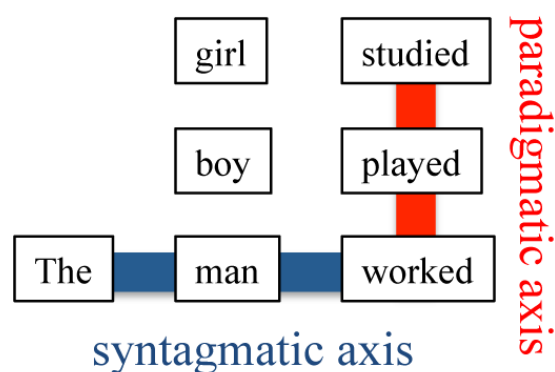 girl studied
boy played
The man worked
syntagmatic axis
paradigmatic axis